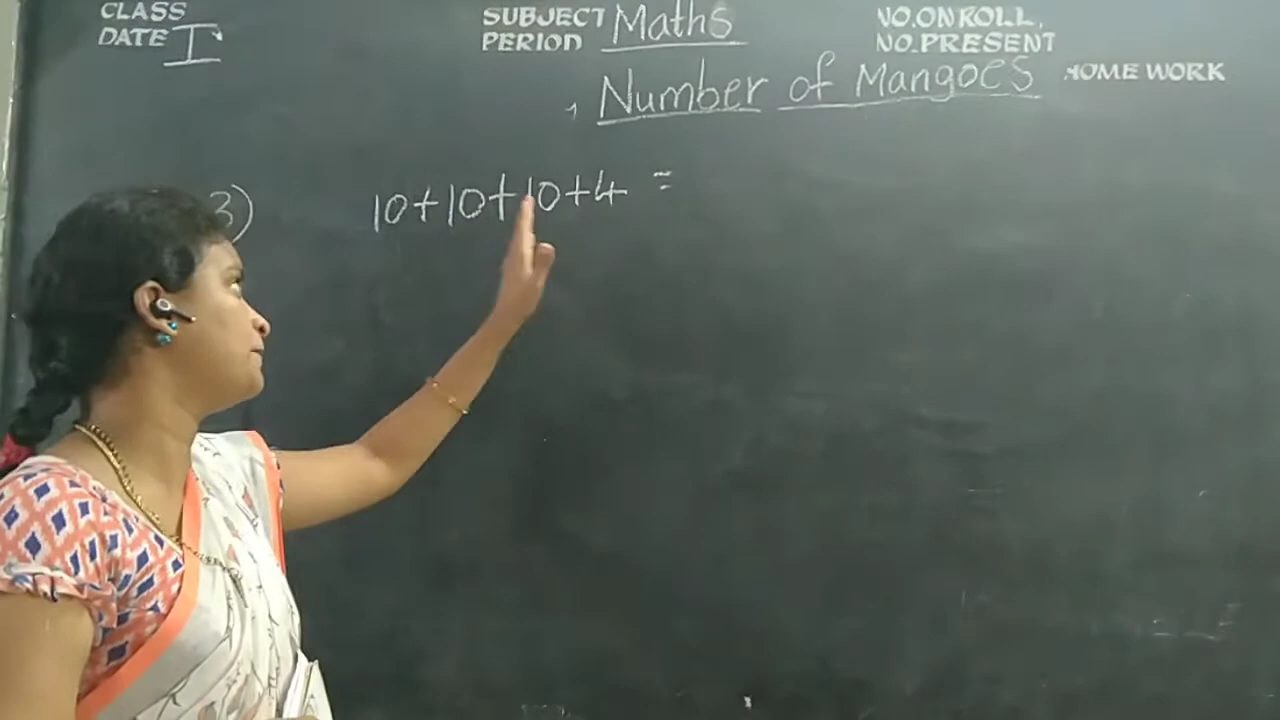 CLASS I
DATE
SUBJECT Maths
PERIOD
NO.ON ROLL.
NO.PRESENT
Number of Mangoes
HOME WORK
3) 10+10+10+4 =